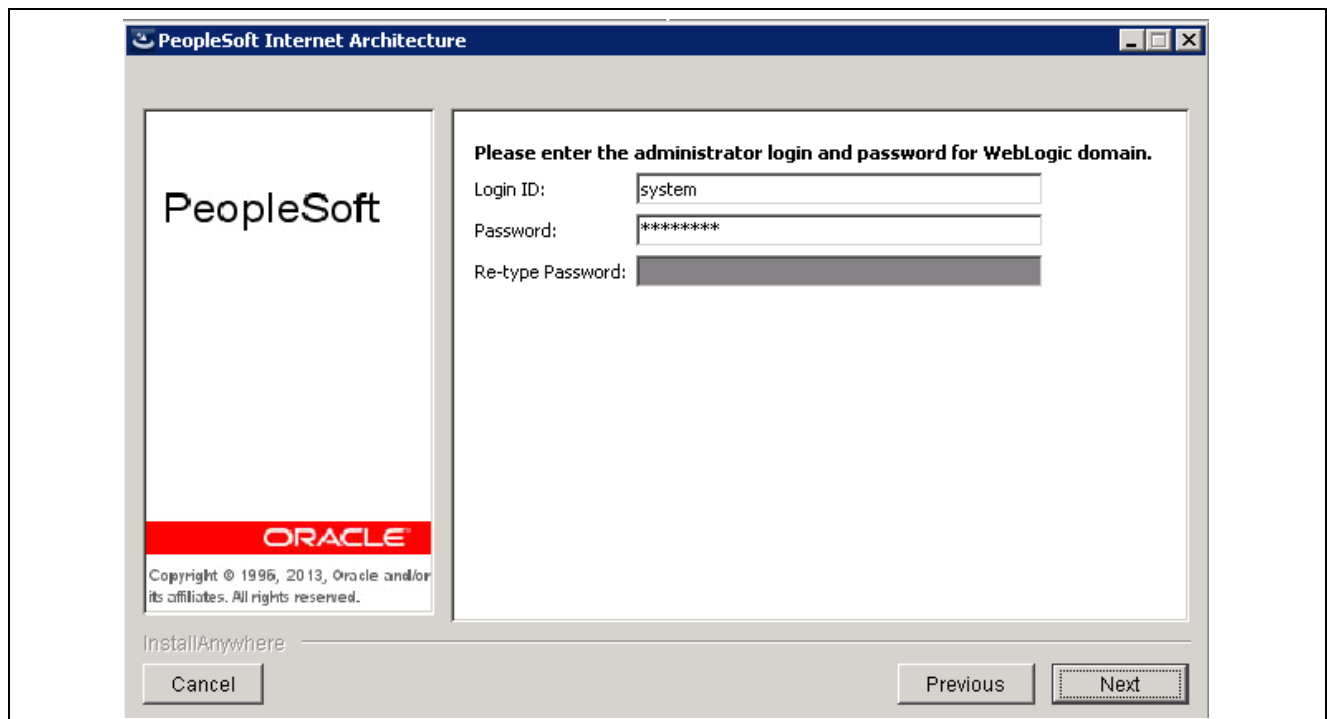 PeopleSoft Internet Architecture
PeopleSoft
ORACLE
Copyright © 1996, 2013, Oracle and/or
its affiliates. All rights reserved.
Please enter the administrator login and password for WebLogic domain.
Login ID: system
Password: ********
Re-type Password:
InstallAnywhere
Cancel Previous Next